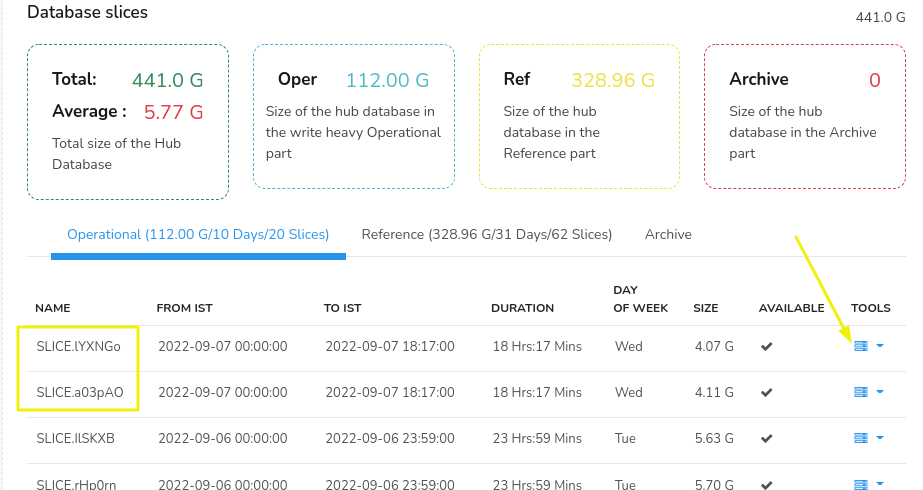 Database slices
441.0 G
Total: 441.0 G
Average : 5.77 G
Total size of the Hub
Database
Oper 112.00 G
Size of the hub database in
the write heavy Operational
part
Ref 328.96 G
Size of the hub
database in the
Reference part
Archive 0
Size of the hub
database in the Archive
part
Operational (112.00 G/10 Days/20 Slices) Reference (328.96 G/31 Days/62 Slices) Archive
NAME FROM IST TO IST DURATION DAY OF WEEK SIZE AVAILABLE TOOLS
SLICE.lYXNGo 2022-09-07 00:00:00 2022-09-07 18:17:00 18 Hrs:17 Mins Wed 4.07 G
SLICE.a03pAO 2022-09-07 00:00:00 2022-09-07 18:17:00 18 Hrs:17 Mins Wed 4.11 G
SLICE.IlSKXB 2022-09-06 00:00:00 2022-09-06 23:59:00 23 Hrs:59 Mins Tue 5.63 G
SLICE.rHp0rn 2022-09-06 00:00:00 2022-09-06 23:59:00 23 Hrs:59 Mins Tue 5.70 G